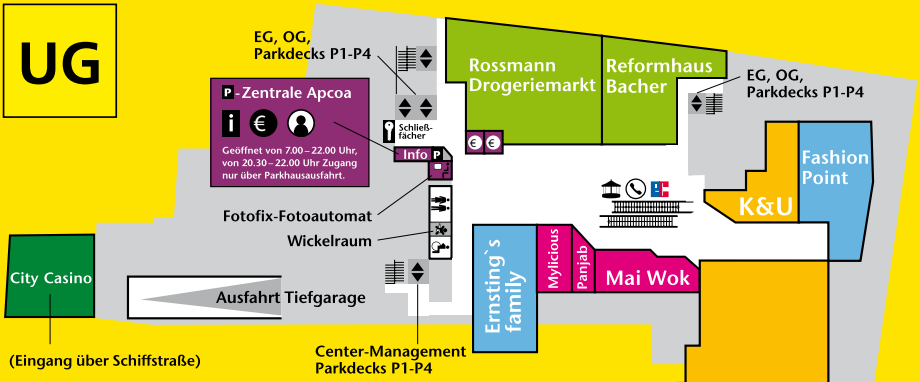 UG
EG, OG,
Parkdecks P1-P4
P-Zentrale Apcoa
i €
Geöffnet von 7.00–22.00 Uhr,
von 20.30–22.00 Uhr Zugang
nur über Parkhausausfahrt.
Schließ-
fächer
Info P
Rossmann
Drogeriemarkt
Reformhaus
Bacher
€ €
EG, OG,
Parkdecks P1-P4
Fashion
Point
K&U
Fotofix-Fotoautomat
Wickelraum
City Casino
Ausfahrt Tiefgarage
Ernsting`s
family
Mylicious
Panjab
Mai Wok
(Eingang über Schiffstraße)
Center-Management
Parkdecks P1-P4